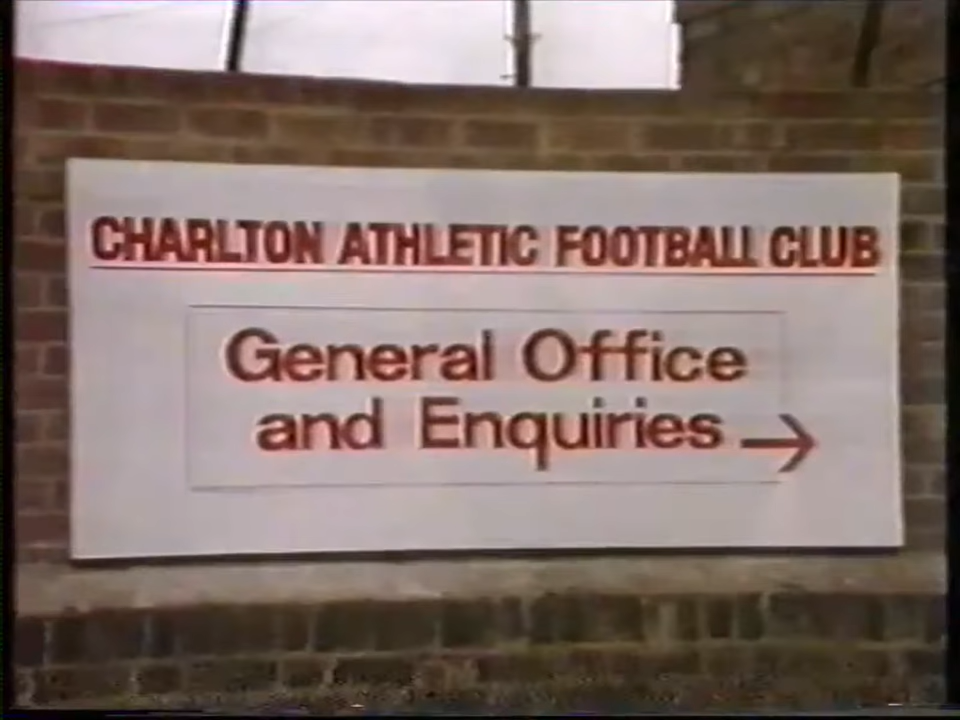 CHARLTON ATHLETIC FOOTBALL CLUB
General Office
and Enquiries →